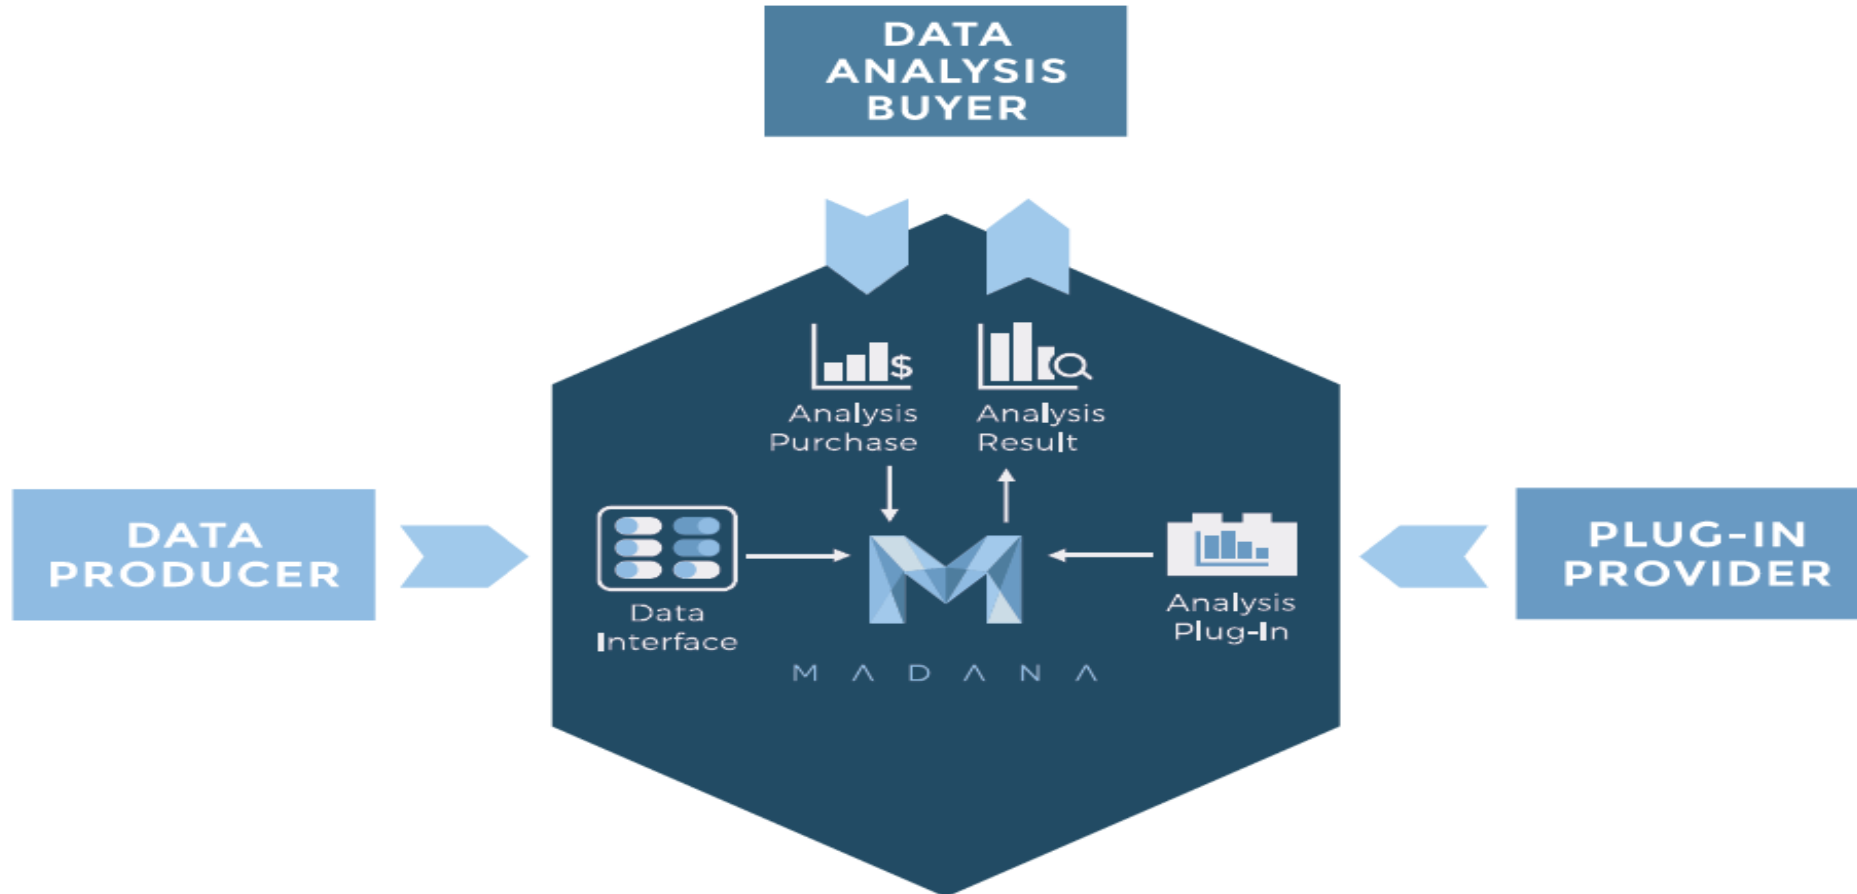 DATA
ANALYSIS
BUYER
$
Analysis
Purchase
Analysis
Result
DATA
PRODUCER
Data
Interface
Analysis
Plug-In
PLUG-IN
PROVIDER
MADANA